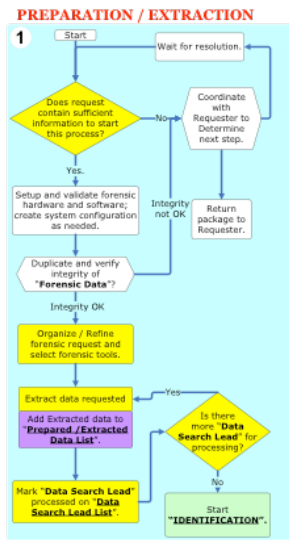 PREPARATION / EXTRACTION
1
Start
Wait for resolution.
Does request
contain sufficient
information to start
this process?
No
Coordinate
with
Requester to
Determine
next step.
Yes.
Setup and validate forensic
hardware and software;
create system configuration
as needed.
Integrity
not OK
Return
package to
Requester.
Duplicate and verify
integrity of
"Forensic Data"?
Integrity OK
Organize / Refine
forensic request and
select forensic tools.
Extract data requested
Yes
Add Extracted data to
"Prepared /Extracted
Data List".
Is there
more "Data
Search Lead" for
processing?
Mark "Data Search Lead"
processed on "Data
Search Lead List".
No
Start
"IDENTIFICATION".